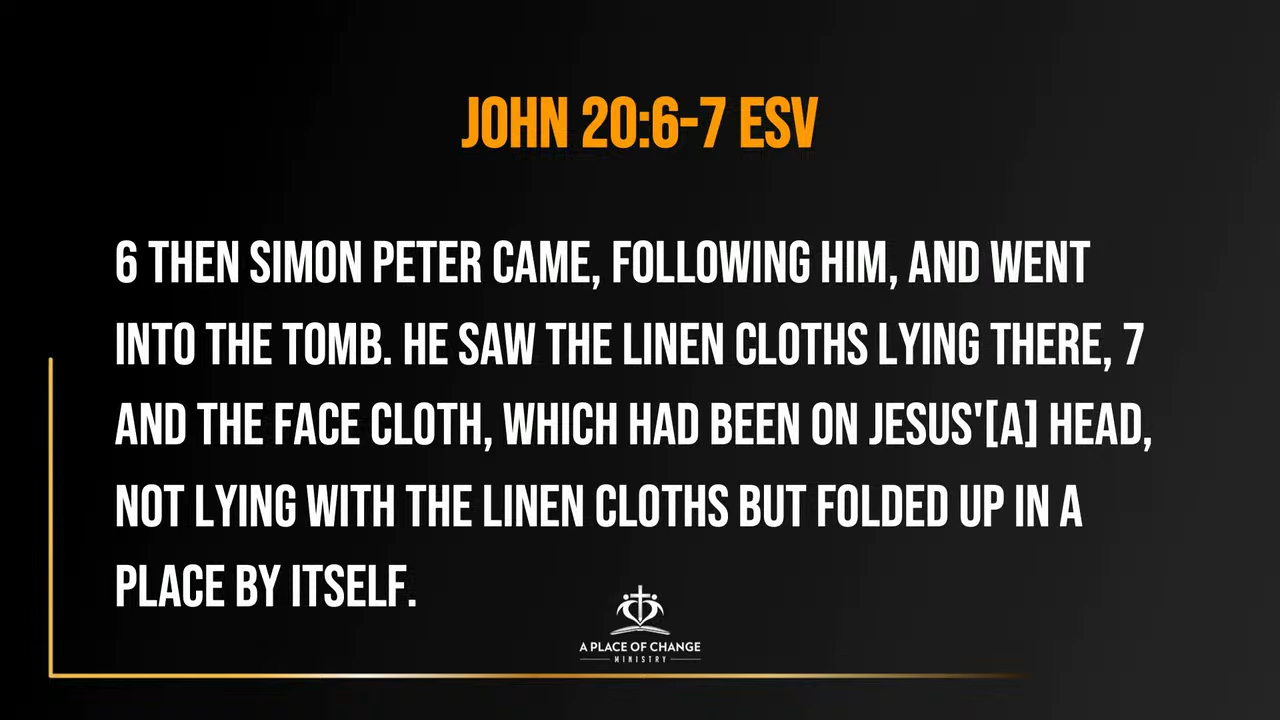 JOHN 20:6-7 ESV
6 THEN SIMON PETER CAME, FOLLOWING HIM, AND WENT
INTO THE TOMB. HE SAW THE LINEN CLOTHS LYING THERE, 7
AND THE FACE CLOTH, WHICH HAD BEEN ON JESUS'[A] HEAD,
NOT LYING WITH THE LINEN CLOTHS BUT FOLDED UP IN A
PLACE BY ITSELF.
A PLACE OF CHANGE
MINISTRY